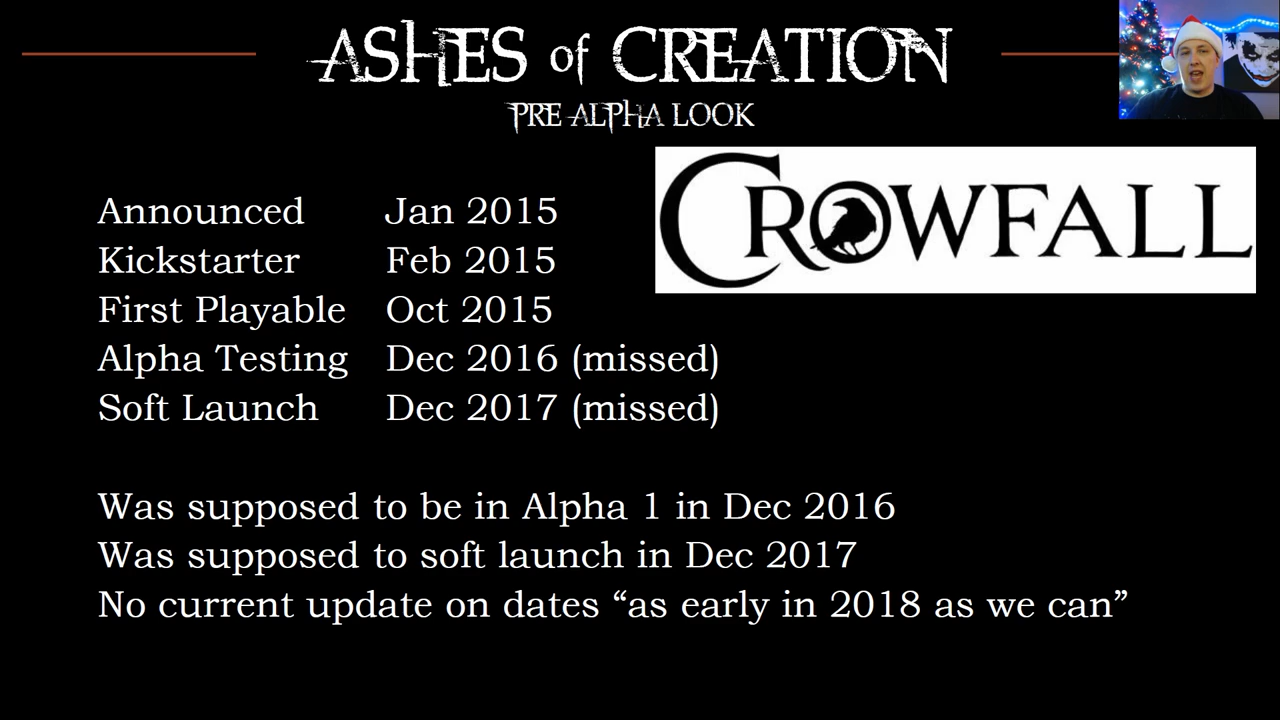 ASHES of CREATION
PRE ALPHA LOOK
CROWFALL
Announced Jan 2015
Kickstarter Feb 2015
First Playable Oct 2015
Alpha Testing Dec 2016 (missed)
Soft Launch Dec 2017 (missed)
Was supposed to be in Alpha 1 in Dec 2016
Was supposed to soft launch in Dec 2017
No current update on dates “as early in 2018 as we can”